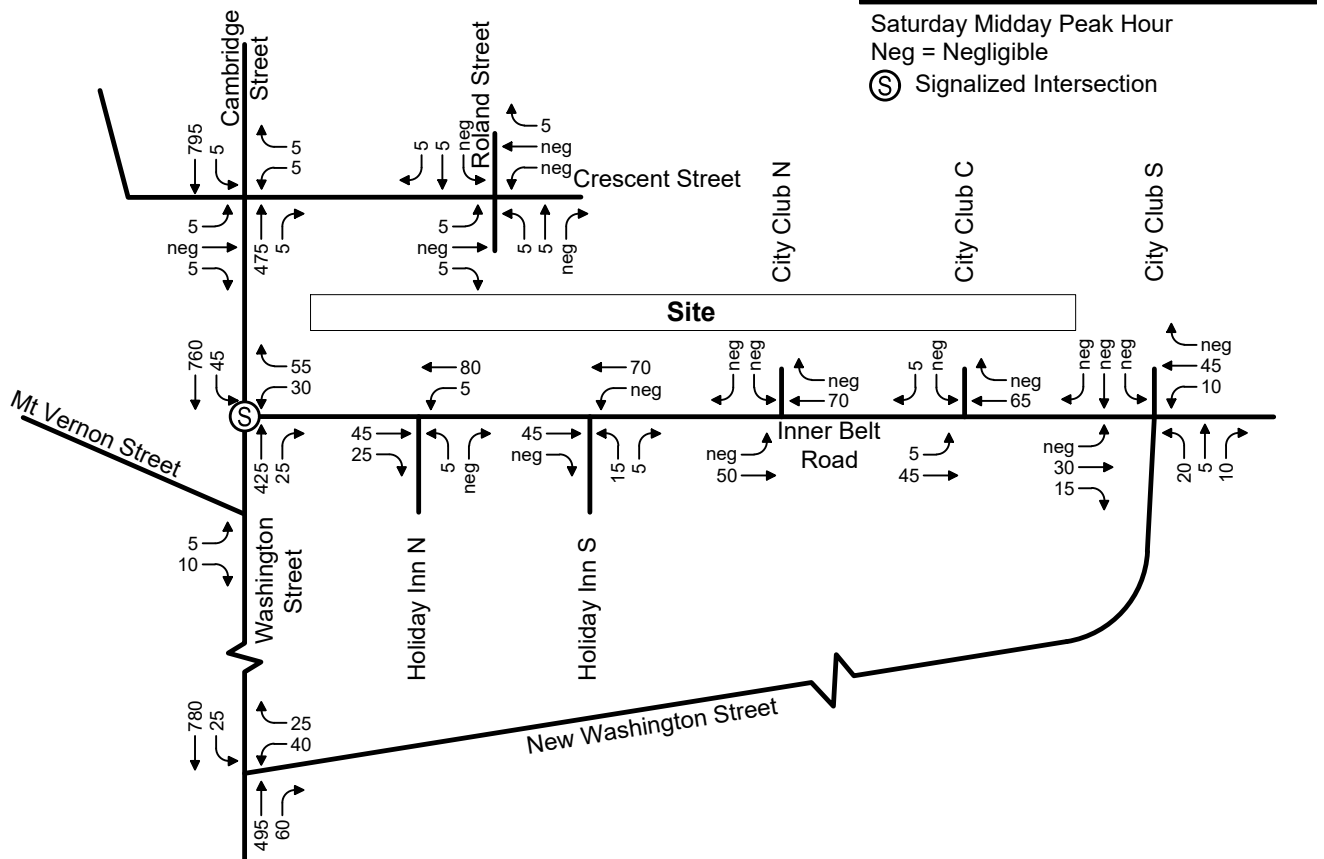 Saturday Midday Peak Hour
Neg = Negligible
S Signalized Intersection
Cambridge
Street
Roland Street
795
5
5
5
5
5
neg
5
neg
neg
Crescent Street
5
neg
5
475
5
5
neg
5
5
5
neg
City Club N
City Club C
City Club S
Site
760
45
55
30
80
5
70
neg
neg
neg
neg
70
5
neg
neg
65
neg
neg
neg
neg
45
10
S
Mt Vernon Street
425
25
45
25
5
neg
45
neg
15
5
neg
50
Inner Belt
Road
5
45
neg
30
15
20
5
10
5
10
Washington
Street
Holiday Inn N
Holiday Inn S
780
25
25
40
New Washington Street
495
60